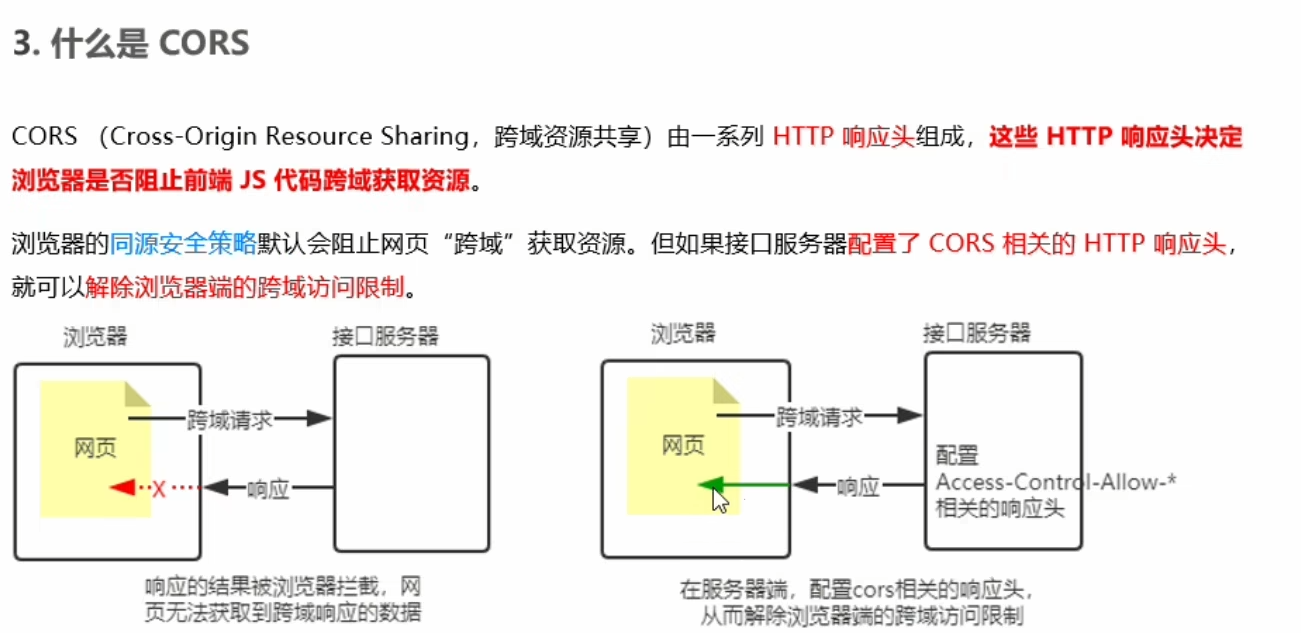 3. 什么是 CORS
CORS （Cross-Origin Resource Sharing，跨域资源共享）由一系列 HTTP 响应头组成，这些 HTTP 响应头决定
浏览器是否阻止前端 JS 代码跨域获取资源。
浏览器的同源安全策略默认会阻止网页“跨域”获取资源。但如果接口服务器配置了 CORS 相关的 HTTP 响应头，
就可以解除浏览器端的跨域访问限制。
浏览器
接口服务器
跨域请求
网页
X
响应
响应的结果被浏览器拦截，网
页无法获取到跨域响应的数据
浏览器
接口服务器
跨域请求
网页
响应
配置
Access-Control-Allow-*
相关的响应头
在服务器端，配置cors相关的响应头，
从而解除浏览器端的跨域访问限制